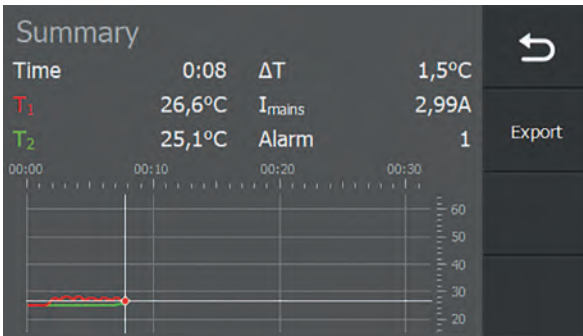 Summary
Time 0:08 ΔT 1,5°C
T1 26,6°C Imains 2,99A
T2 25,1°C Alarm 1
Export
00:00 00:10 00:20 00:30
60
50
40
30
20